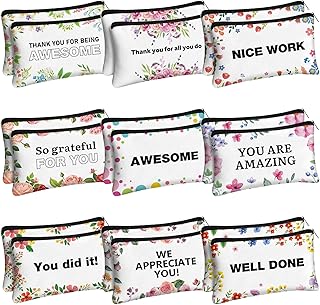 THANK YOU FOR BEING
AWESOME
Thank you for all you do
NICE WORK
So grateful
FOR YOU
AWESOME
YOU ARE
AMAZING
You did it!
WE
APPRECIATE
YOU!
WELL DONE